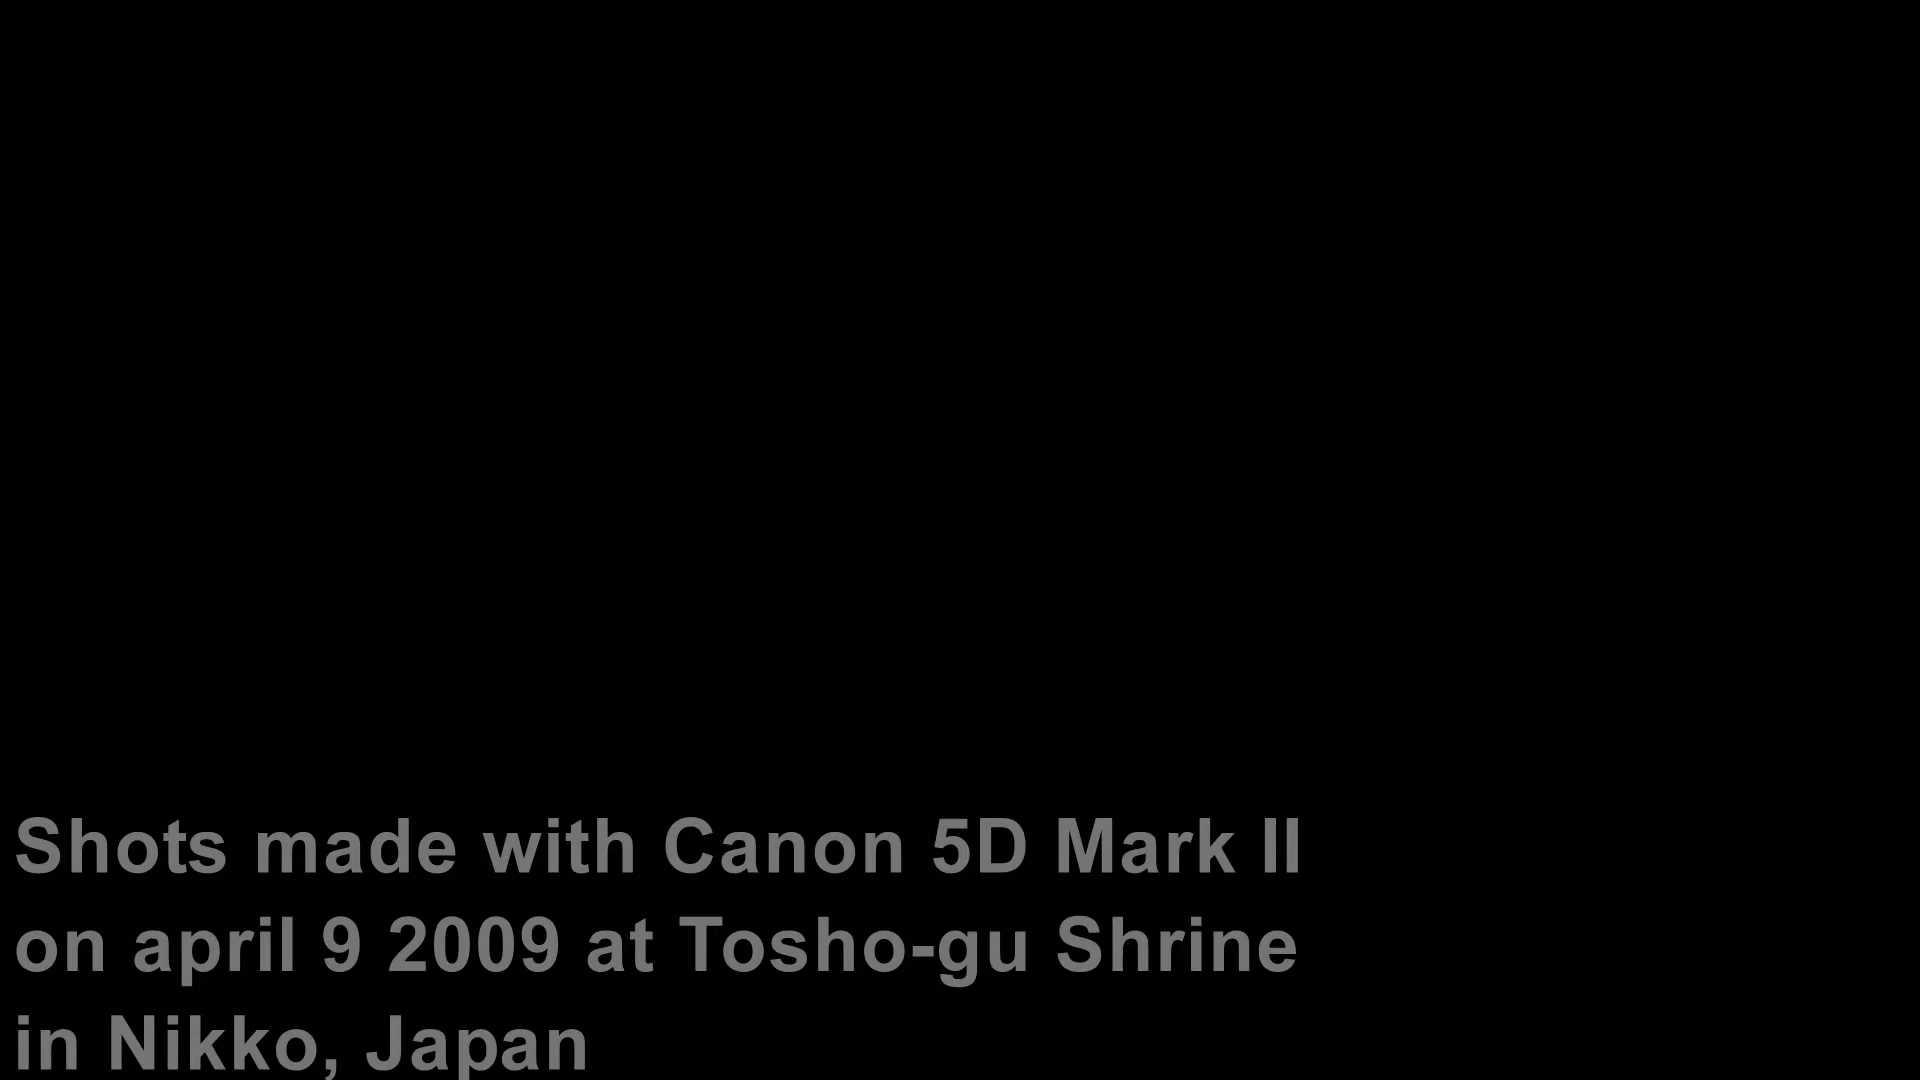 Shots made with Canon 5D Mark II
on april 9 2009 at Tosho-gu Shrine
in Nikko, Japan